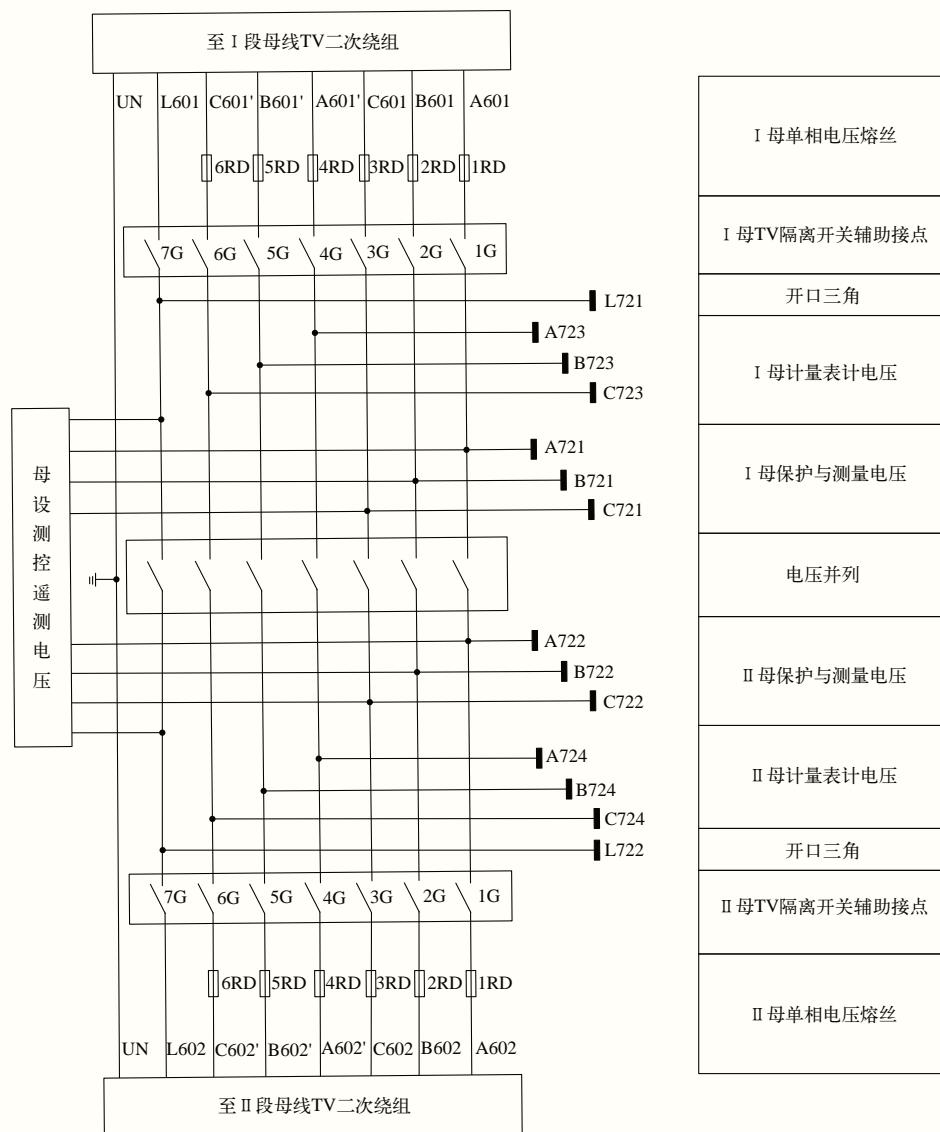 至Ⅰ段母线TV二次绕组
UN L601 C601' B601' A601' C601 B601 A601
6RD 5RD 4RD 3RD 2RD 1RD
Ⅰ母单相电压熔丝
7G 6G 5G 4G 3G 2G 1G
Ⅰ母TV隔离开关辅助接点
L721
开口三角
A723
B723
C723
Ⅰ母计量表计电压
A721
B721
C721
Ⅰ母保护与测量电压
母设测控遥测电压
电压并列
A722
B722
C722
Ⅱ母保护与测量电压
A724
B724
C724
Ⅱ母计量表计电压
L722
开口三角
7G 6G 5G 4G 3G 2G 1G
Ⅱ母TV隔离开关辅助接点
6RD 5RD 4RD 3RD 2RD 1RD
Ⅱ母单相电压熔丝
UN L602 C602' B602' A602' C602 B602 A602
至Ⅱ段母线TV二次绕组